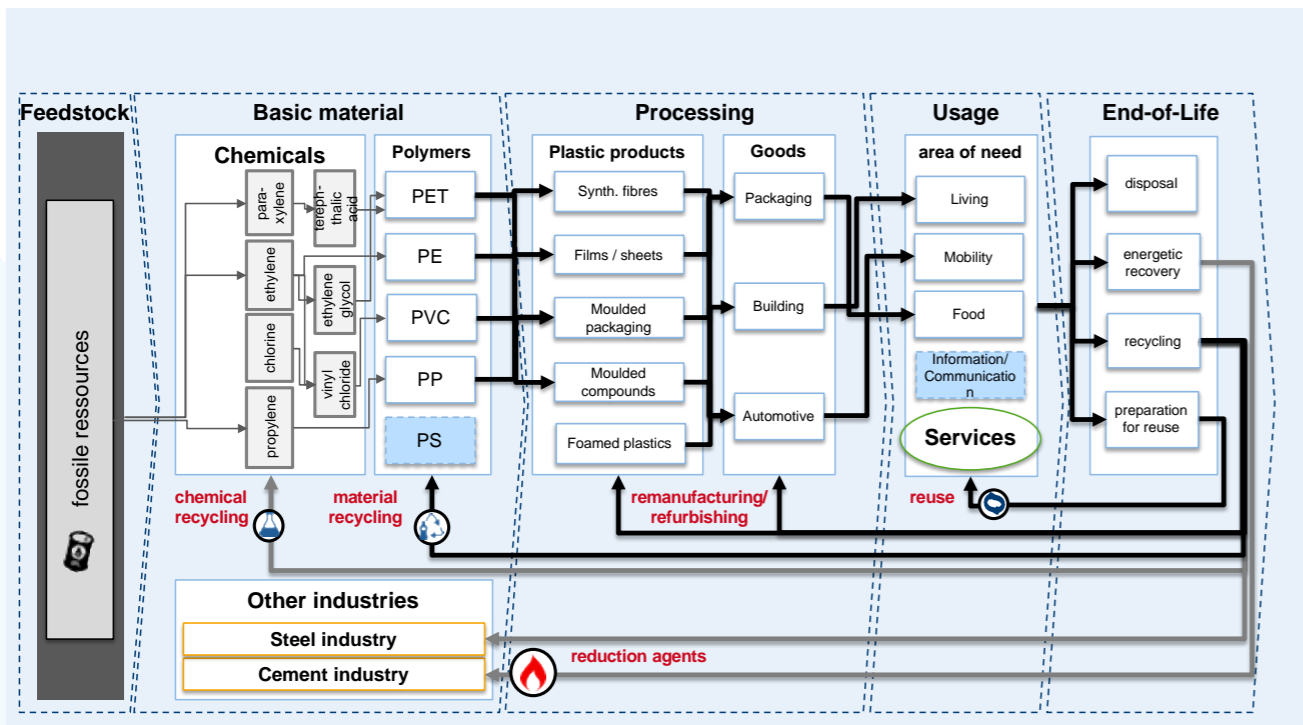 Feedstock
Basic material
Processing
Usage
End-of-Life
fossile ressources
Chemicals
para-
xylene
tereph-
thalic
acid
ethylene
ethylene
glycol
chlorine
vinyl
chloride
propylene
Polymers
PET
PE
PVC
PP
PS
Plastic products
Synth. fibres
Films / sheets
Moulded
packaging
Moulded
compounds
Foamed plastics
Goods
Packaging
Building
Automotive
area of need
Living
Mobility
Food
Information/
Communicatio
n
Services
disposal
energetic
recovery
recycling
preparation
for reuse
chemical
recycling
material
recycling
remanufacturing/
refurbishing
reuse
Other industries
Steel industry
Cement industry
reduction agents